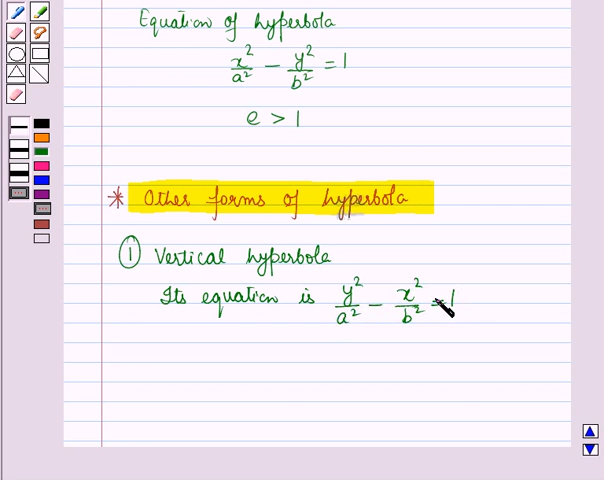 Equation of hyperbola
x²/a² - y²/b² = 1
e > 1
* Other forms of hyperbola
① Vertical hyperbole
Its equation is y²/a² - x²/b² = 1